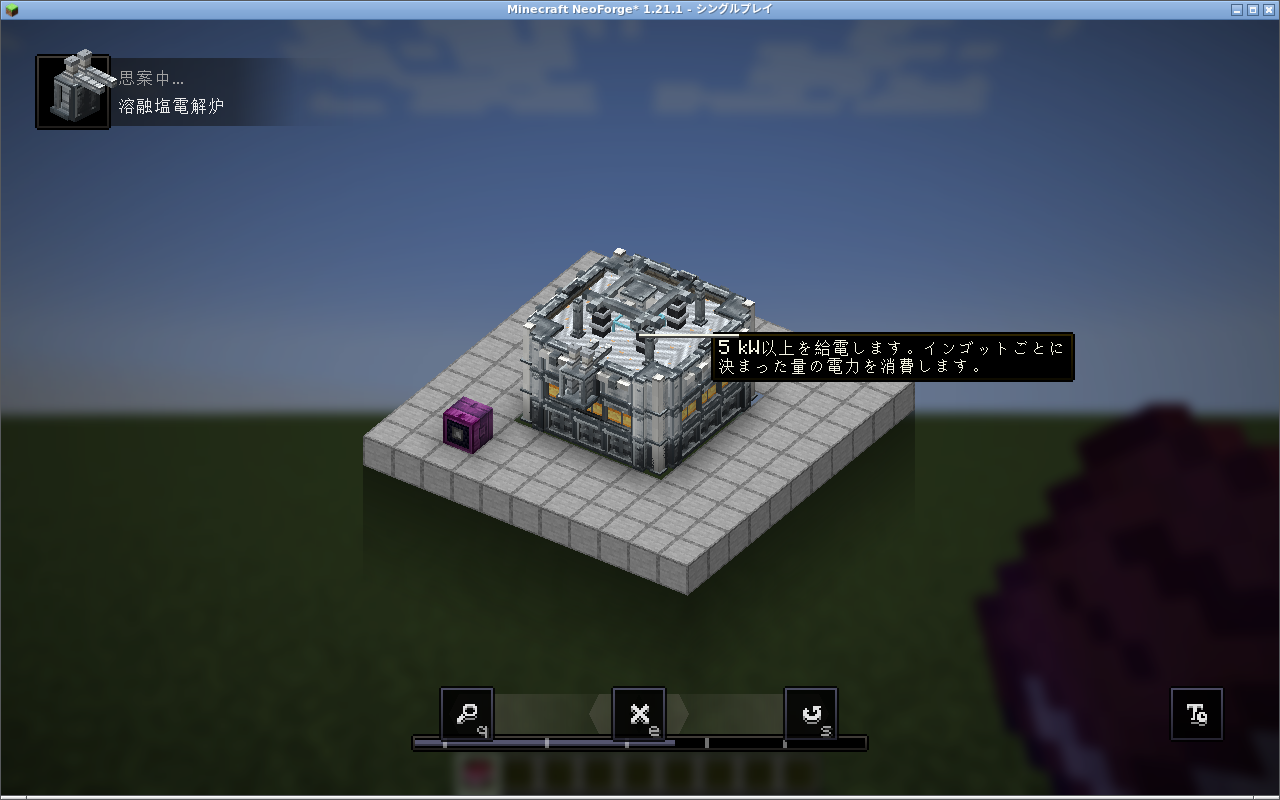 Minecraft NeoForge* 1.21.1 - シングルプレイ
思案中...
溶融塩電解炉
5 kW以上を給電します。インゴットごとに
決まった量の電力を消費します。
q
e
s
T